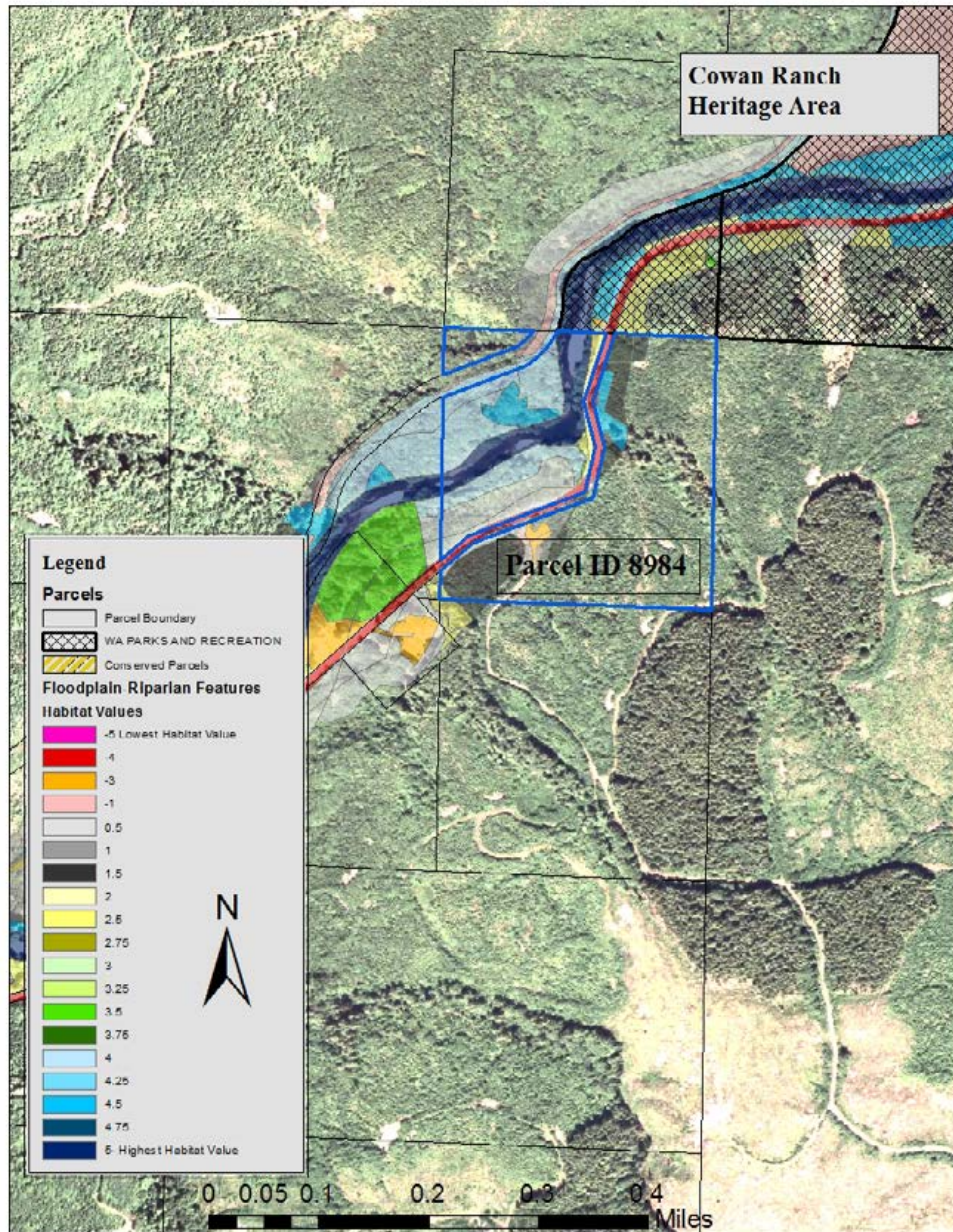 Cowan Ranch
Heritage Area
Parcel ID 8984
Legend
Parcels
Parcel Boundary
WA PARKS AND RECREATION
Conserved Parcels
Floodplain-Riparian Features
Habitat Values
-5 Lowest Habitat Value
-4
-3
-1
0.5
1
1.5
2
2.5
2.75
3
3.25
3.5
3.75
4
4.25
4.5
4.75
5- Highest Habitat Value
N
0 0.05 0.1 0.2 0.3 0.4
Miles